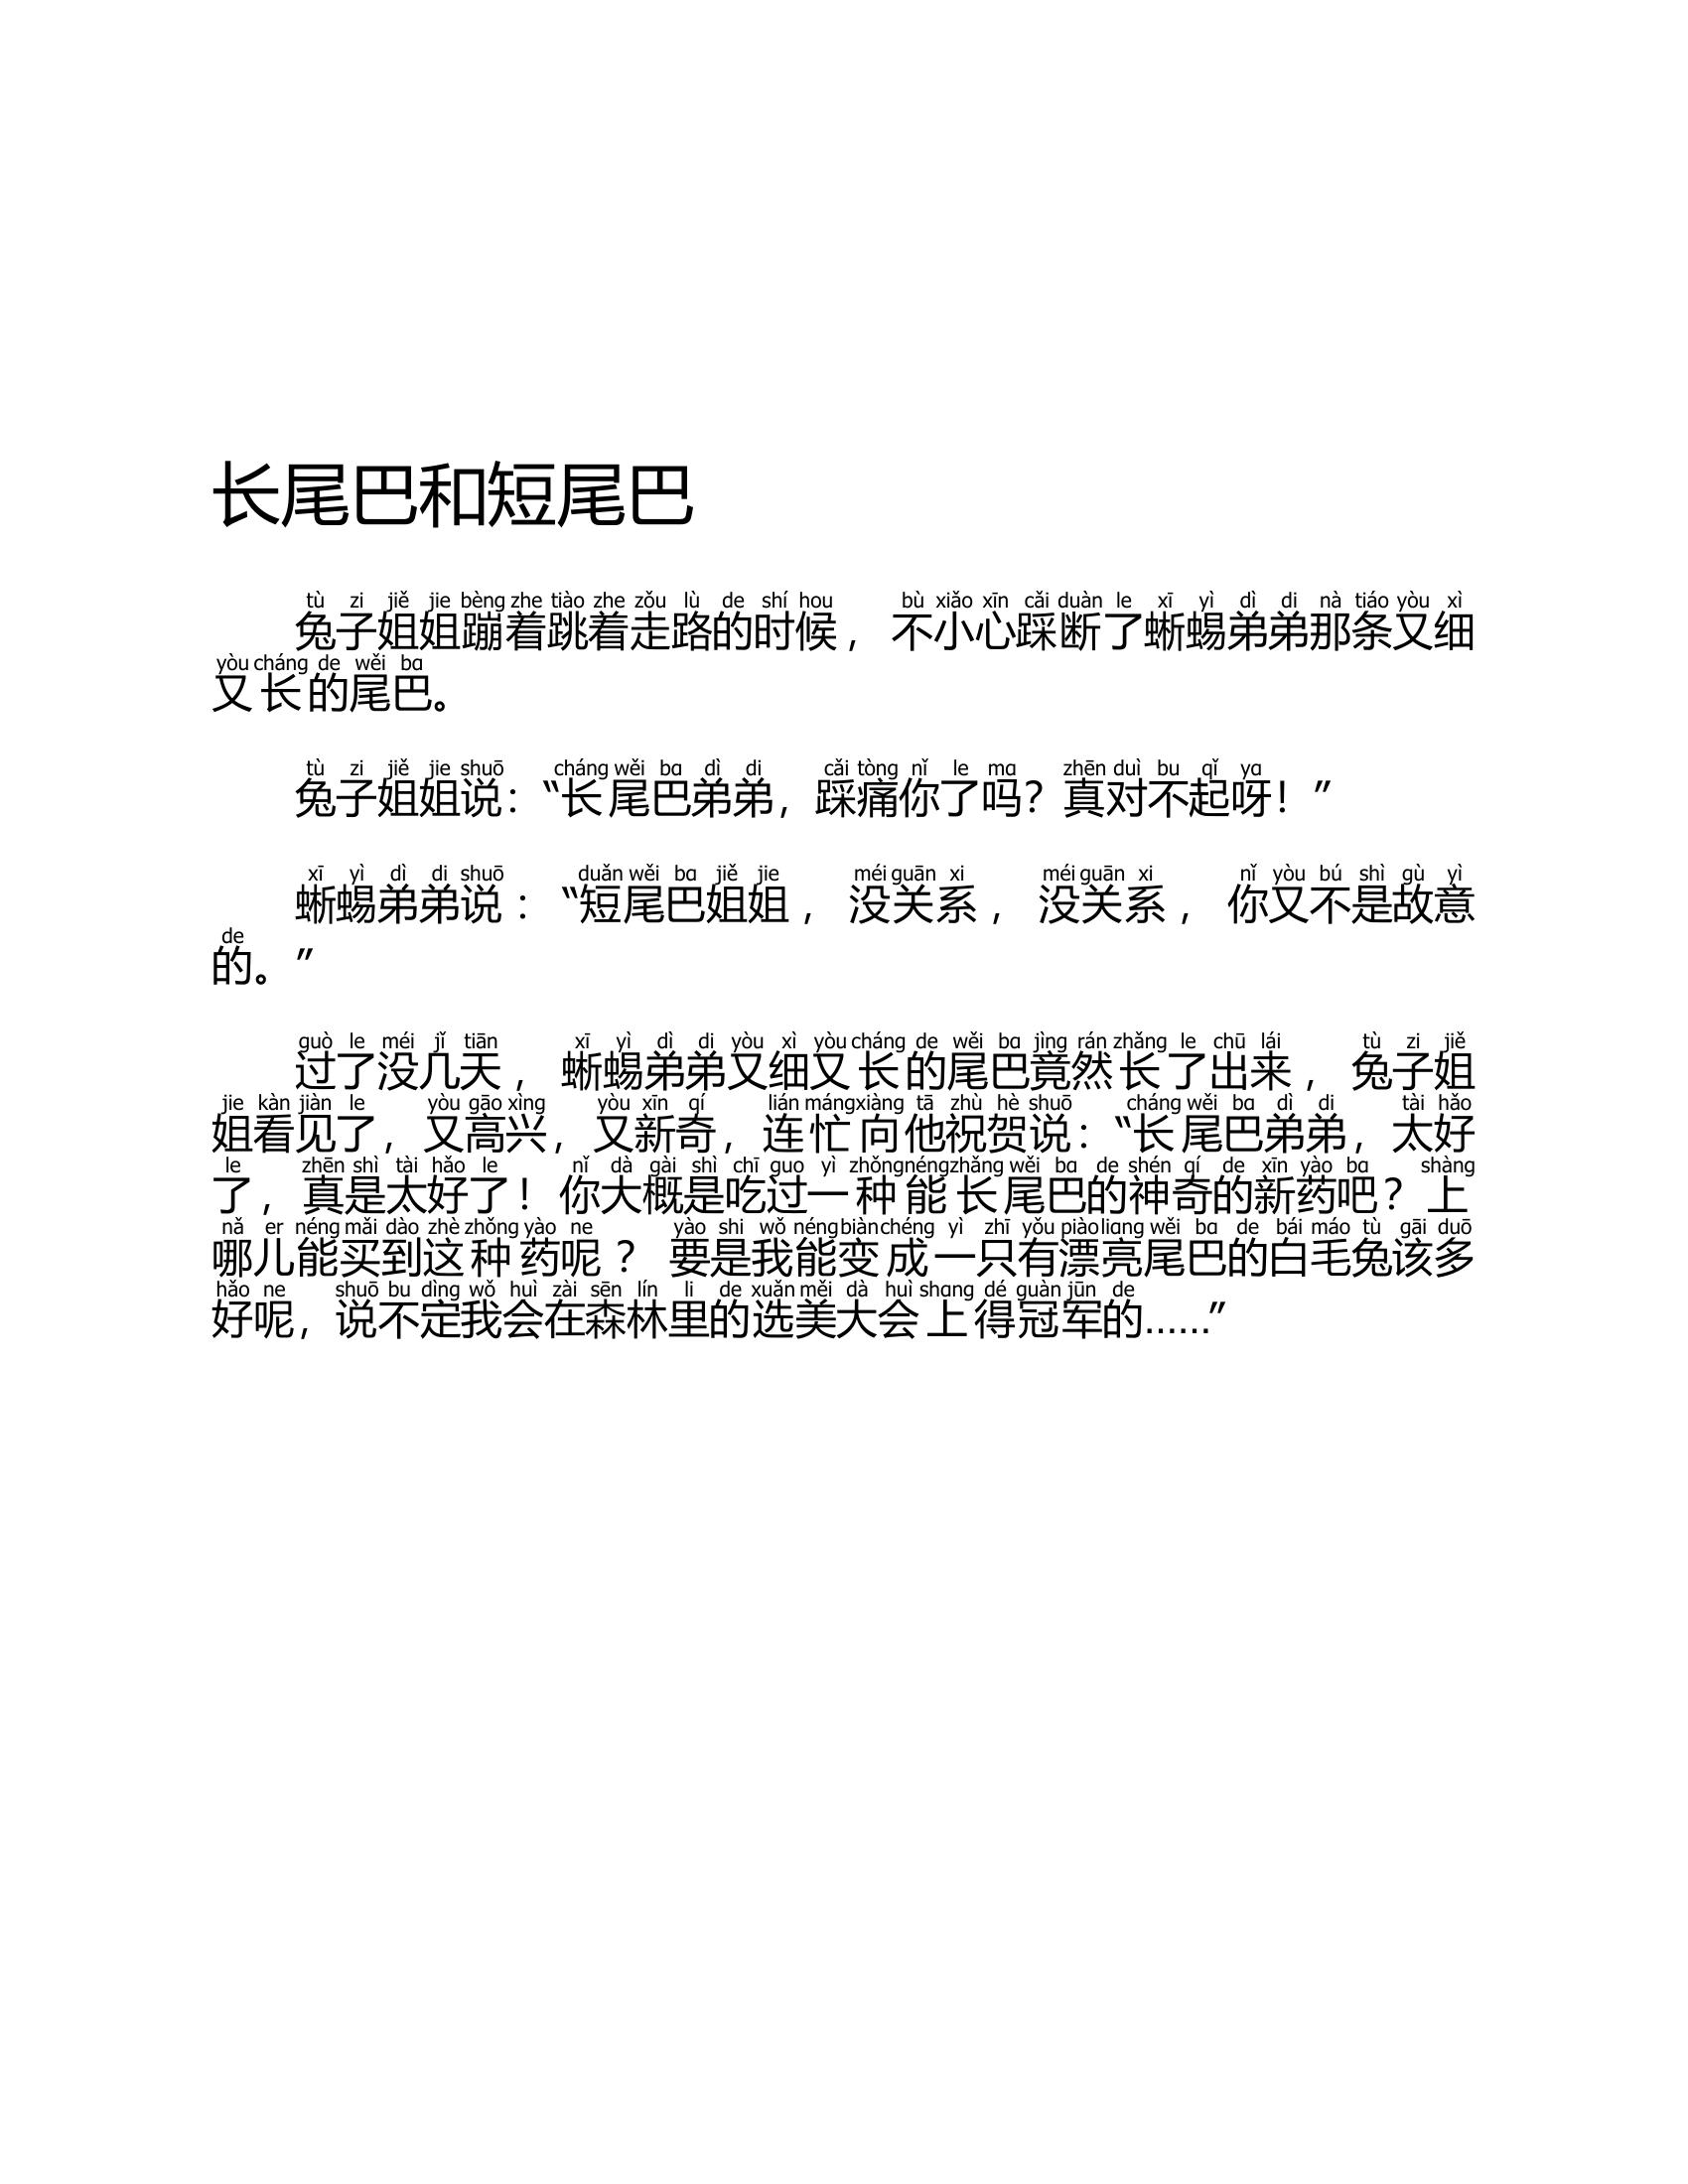 长尾巴和短尾巴
tù zi jiě jie bèng zhe tiào zhe zǒu lù de shí hou bù xiǎo xīn cǎi duàn le xī yì dì di nà tiáo yòu xì
兔子姐姐蹦着跳着走路的时候，不小心踩断了蜥蜴弟弟那条又细
yòu cháng de wěi ba
又长的尾巴。
tù zi jiě jie shuō cháng wěi ba dì di cǎi tòng nǐ le ma zhēn duì bu qǐ ya
兔子姐姐说：“长尾巴弟弟，踩痛你了吗？真对不起呀！”
xī yì dì di shuō duǎn wěi ba jiě jie méi guān xi méi guān xi nǐ yòu bú shì gù yì
蜥蜴弟弟说：“短尾巴姐姐，没关系，没关系，你又不是故意
de
的。”
guò le méi jǐ tiān xī yì dì di yòu xì yòu cháng de wěi ba jìng rán zhǎng le chū lái tù zi jiě
过了没几天，蜥蜴弟弟又细又长的尾巴竟然长了出来，兔子姐
jie kàn jiàn le yòu gāo xìng yòu xīn qí lián máng xiàng tā zhù hè shuō cháng wěi ba dì di tài hǎo
姐看见了，又高兴，又新奇，连忙向他祝贺说：“长尾巴弟弟，太好
le zhēn shì tài hǎo le nǐ dà gài shì chī guo yì zhǒng néng zhǎng wěi ba de shén qí de xīn yào ba shàng
了，真是太好了！你大概是吃过一种能长尾巴的神奇的新药吧？上
nǎ er néng mǎi dào zhè zhǒng yào ne yào shi wǒ néng biàn chéng yì zhī yǒu piào liang wěi ba de bái máo tù gāi duō
哪儿能买到这种药呢？要是我能变成一只有漂亮尾巴的白毛兔该多
hǎo ne shuō bu dìng wǒ huì zài sēn lín li de xuǎn měi dà huì shang dé guàn jūn de
好呢，说不定我会在森林里的选美大会上得冠军的……”